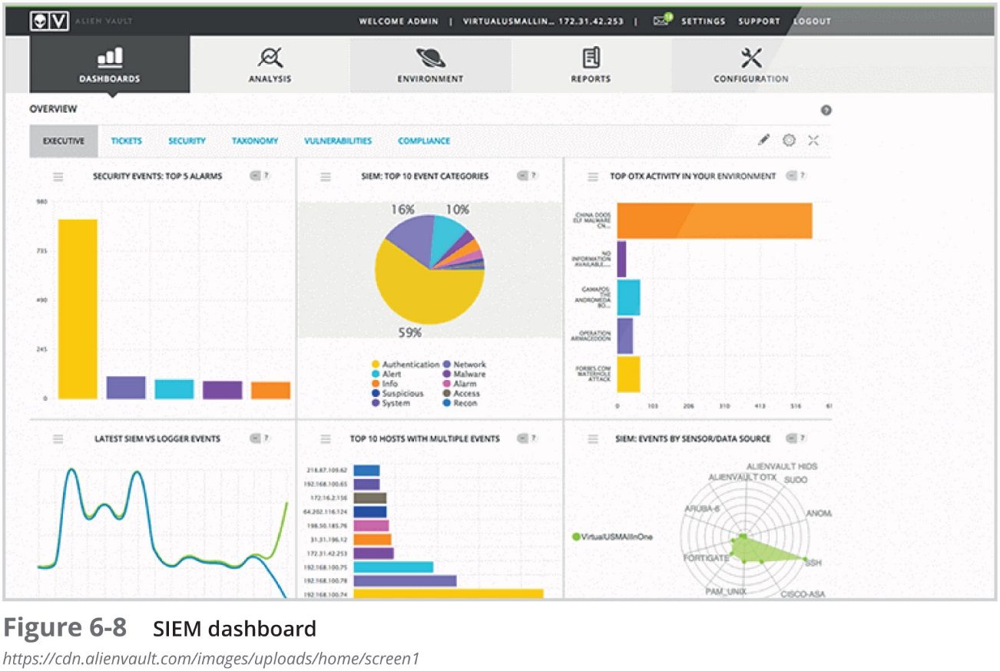 ALIEN VAULT
WELCOME ADMIN | VIRTUALUSMALLIN... 172.31.42.253 | 18 SETTINGS SUPPORT LOGOUT
DASHBOARDS ANALYSIS ENVIRONMENT REPORTS CONFIGURATION
OVERVIEW
EXECUTIVE TICKETS SECURITY TAXONOMY VULNERABILITIES COMPLIANCE
SECURITY EVENTS: TOP 5 ALARMS
980
735
490
245
0
SIEM: TOP 10 EVENT CATEGORIES
16% 10%
59%
Authentication Network
Alert Malware
Info Alarm
Suspicious Access
System Recon
TOP OTX ACTIVITY IN YOUR ENVIRONMENT
CHINA DDOS
ELF MALWARE
CN...
NO
INFORMATION
AVAILABLE....
THE
ANDROMEDA
BO...
OPERATION
ARMAGEDDON
FORBES.COM
WATERHOLE
ATTACK
0 103 206 310 413 516 61
LATEST SIEM VS LOGGER EVENTS
TOP 10 HOSTS WITH MULTIPLE EVENTS
218.87.109.62
192.168.100.65
172.16.2.156
64.202.116.124
198.50.185.76
31.31.196.12
172.31.42.253
192.168.100.75
192.168.100.78
192.168.100.74
SIEM: EVENTS BY SENSOR/DATA SOURCE
ALIENVAULT HIDS
ALIENVAULT OTX SUDO
ARUBA-6 ANOM
VirtualUSMAllInOne
FORTIGATE SSH
PAM_UNIX CISCO-ASA
Figure 6-8 SIEM dashboard
https://cdn.alienvault.com/images/uploads/home/screen1